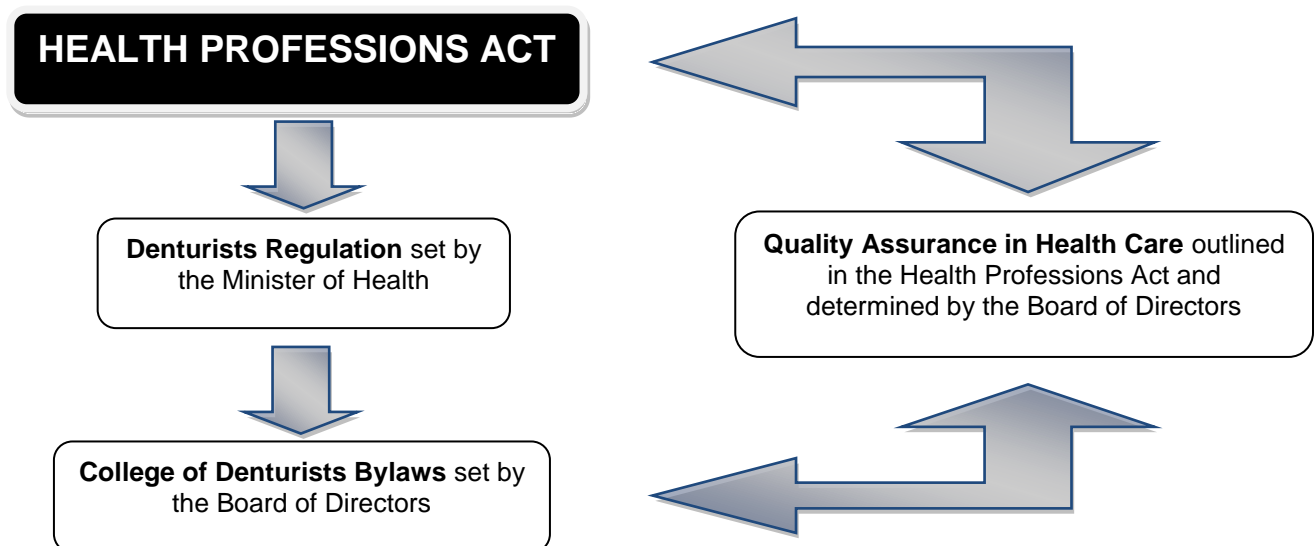 HEALTH PROFESSIONS ACT
Denturists Regulation set by
the Minister of Health
Quality Assurance in Health Care outlined
in the Health Professions Act and
determined by the Board of Directors
College of Denturists Bylaws set by
the Board of Directors